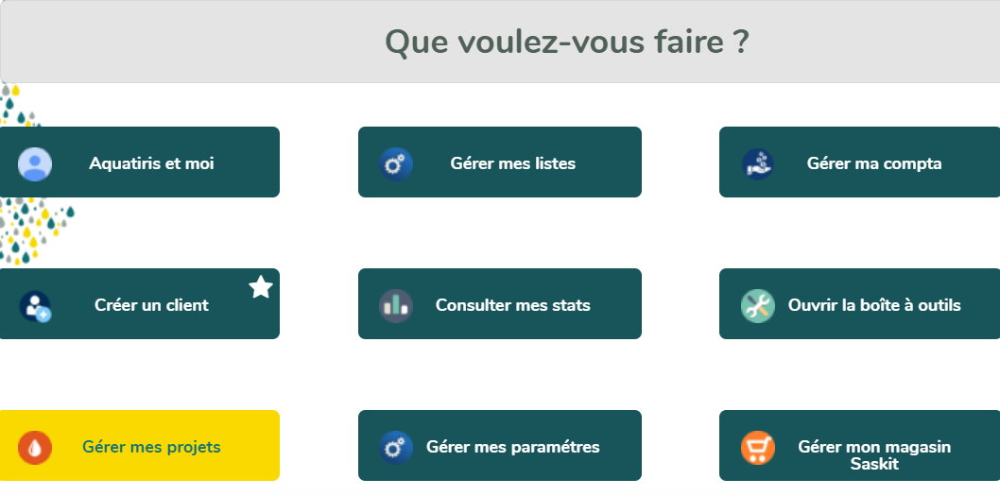 Que voulez-vous faire ?
Aquatiris et moi
Gérer mes listes
Gérer ma compta
Créer un client
Consulter mes stats
Ouvrir la boîte à outils
Gérer mes projets
Gérer mes paramétres
Gérer mon magasin
Saskit